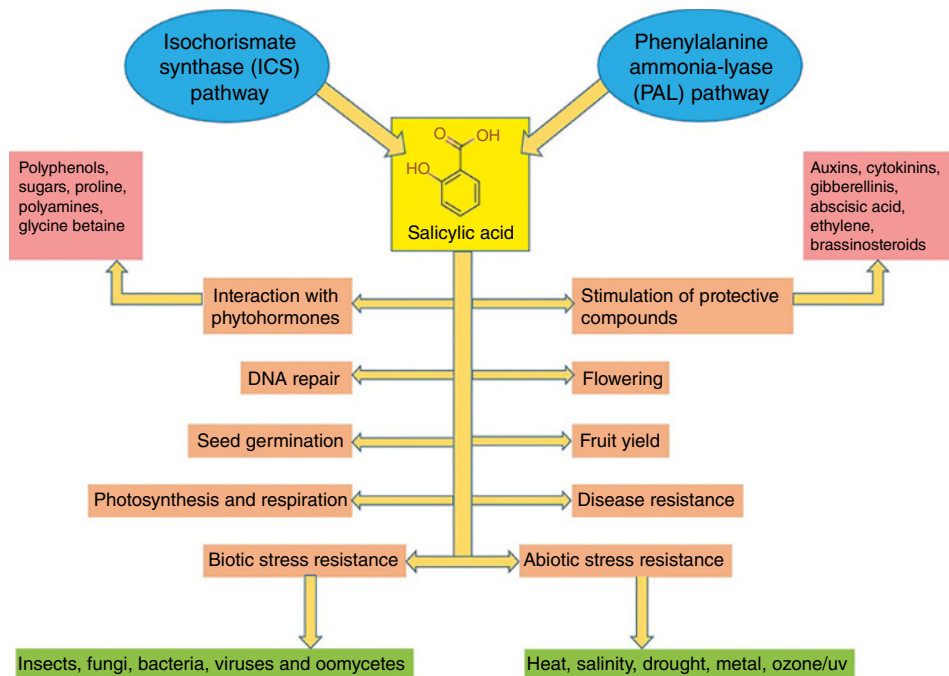 Isochorismate
synthase (ICS)
pathway
Phenylalanine
ammonia-lyase
(PAL) pathway
O
OH
HO
Salicylic acid
Polyphenols,
sugars, proline,
polyamines,
glycine betaine
Auxins, cytokinins,
gibberellinis,
abscisic acid,
ethylene,
brassinosteroids
Interaction with
phytohormones
Stimulation of protective
compounds
DNA repair
Flowering
Seed germination
Fruit yield
Photosynthesis and respiration
Disease resistance
Biotic stress resistance
Abiotic stress resistance
Insects, fungi, bacteria, viruses and oomycetes
Heat, salinity, drought, metal, ozone/uv